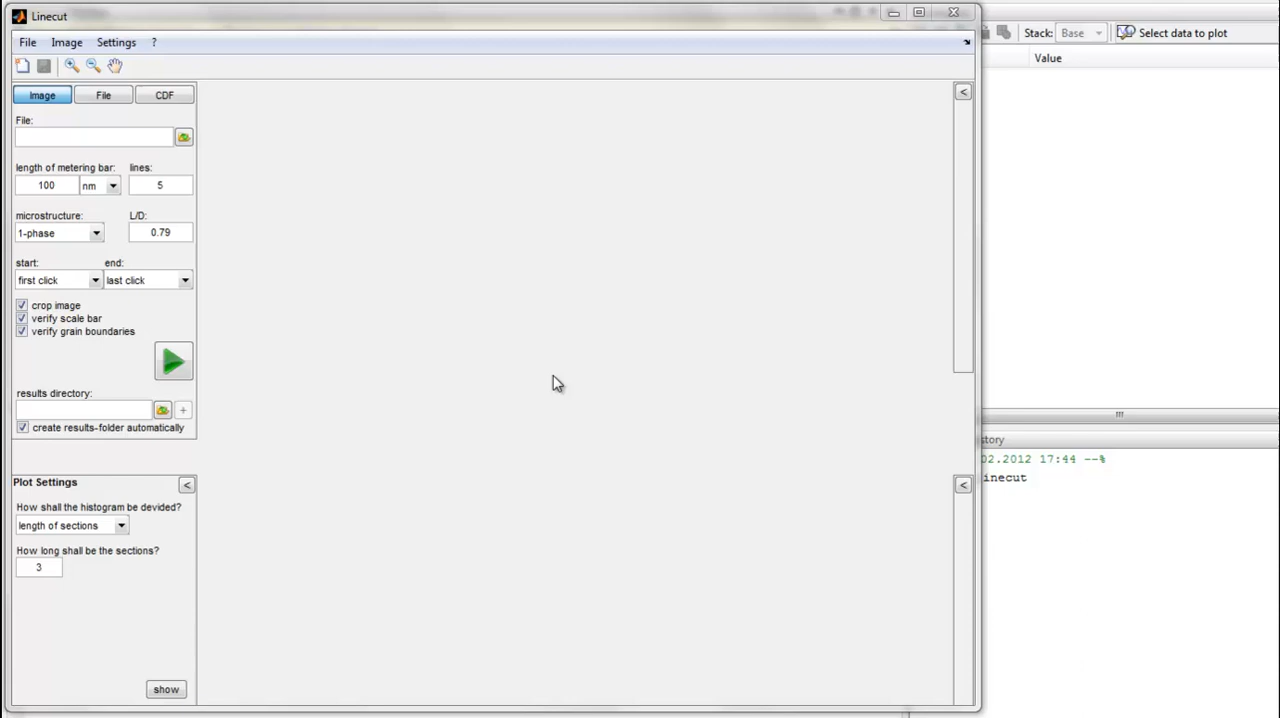 Linecut
File Image Settings ?
Stack: Base Select data to plot
Value
Image File CDF
File:
length of metering bar: lines:
100 nm 5
microstructure: L/D:
1-phase 0.79
start: end:
first click last click
crop image
verify scale bar
verify grain boundaries
results directory:
+
create results-folder automatically
story
02.2012 17:44 --%
inecut
Plot Settings <
How shall the histogram be devided?
length of sections
How long shall be the sections?
3
show
<
<